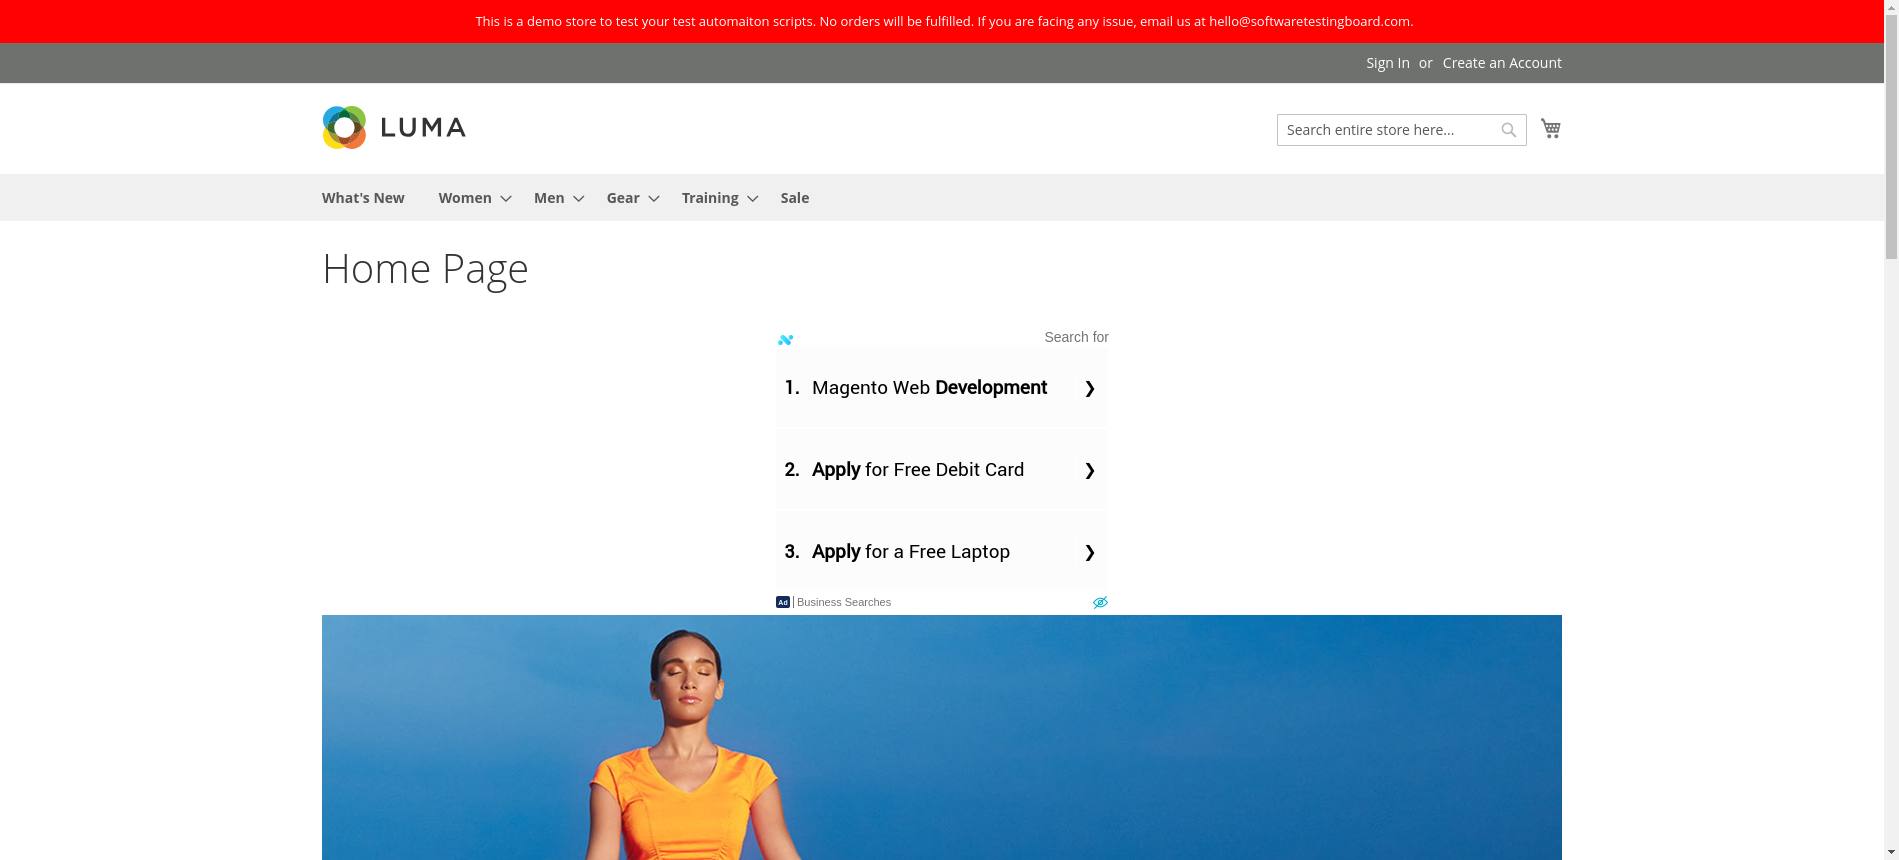 This is a demo store to test your test automaiton scripts. No orders will be fulfilled. If you are facing any issue, email us at hello@softwaretestingboard.com.
Sign In or Create an Account
LUMA
Search entire store here...
What's New Women Men Gear Training Sale
Home Page
Search for
1. Magento Web Development ❯
2. Apply for Free Debit Card ❯
3. Apply for a Free Laptop ❯
Ad | Business Searches